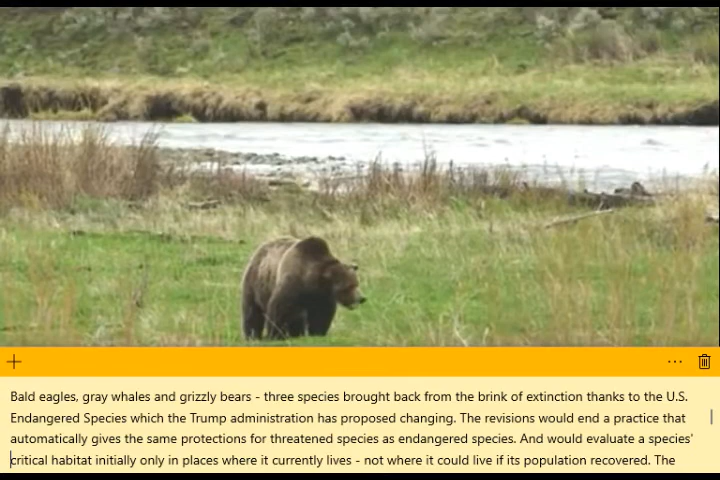 Bald eagles, gray whales and grizzly bears - three species brought back from the brink of extinction thanks to the U.S.
Endangered Species which the Trump administration has proposed changing. The revisions would end a practice that
automatically gives the same protections for threatened species as endangered species. And would evaluate a species'
critical habitat initially only in places where it currently lives - not where it could live if its population recovered. The